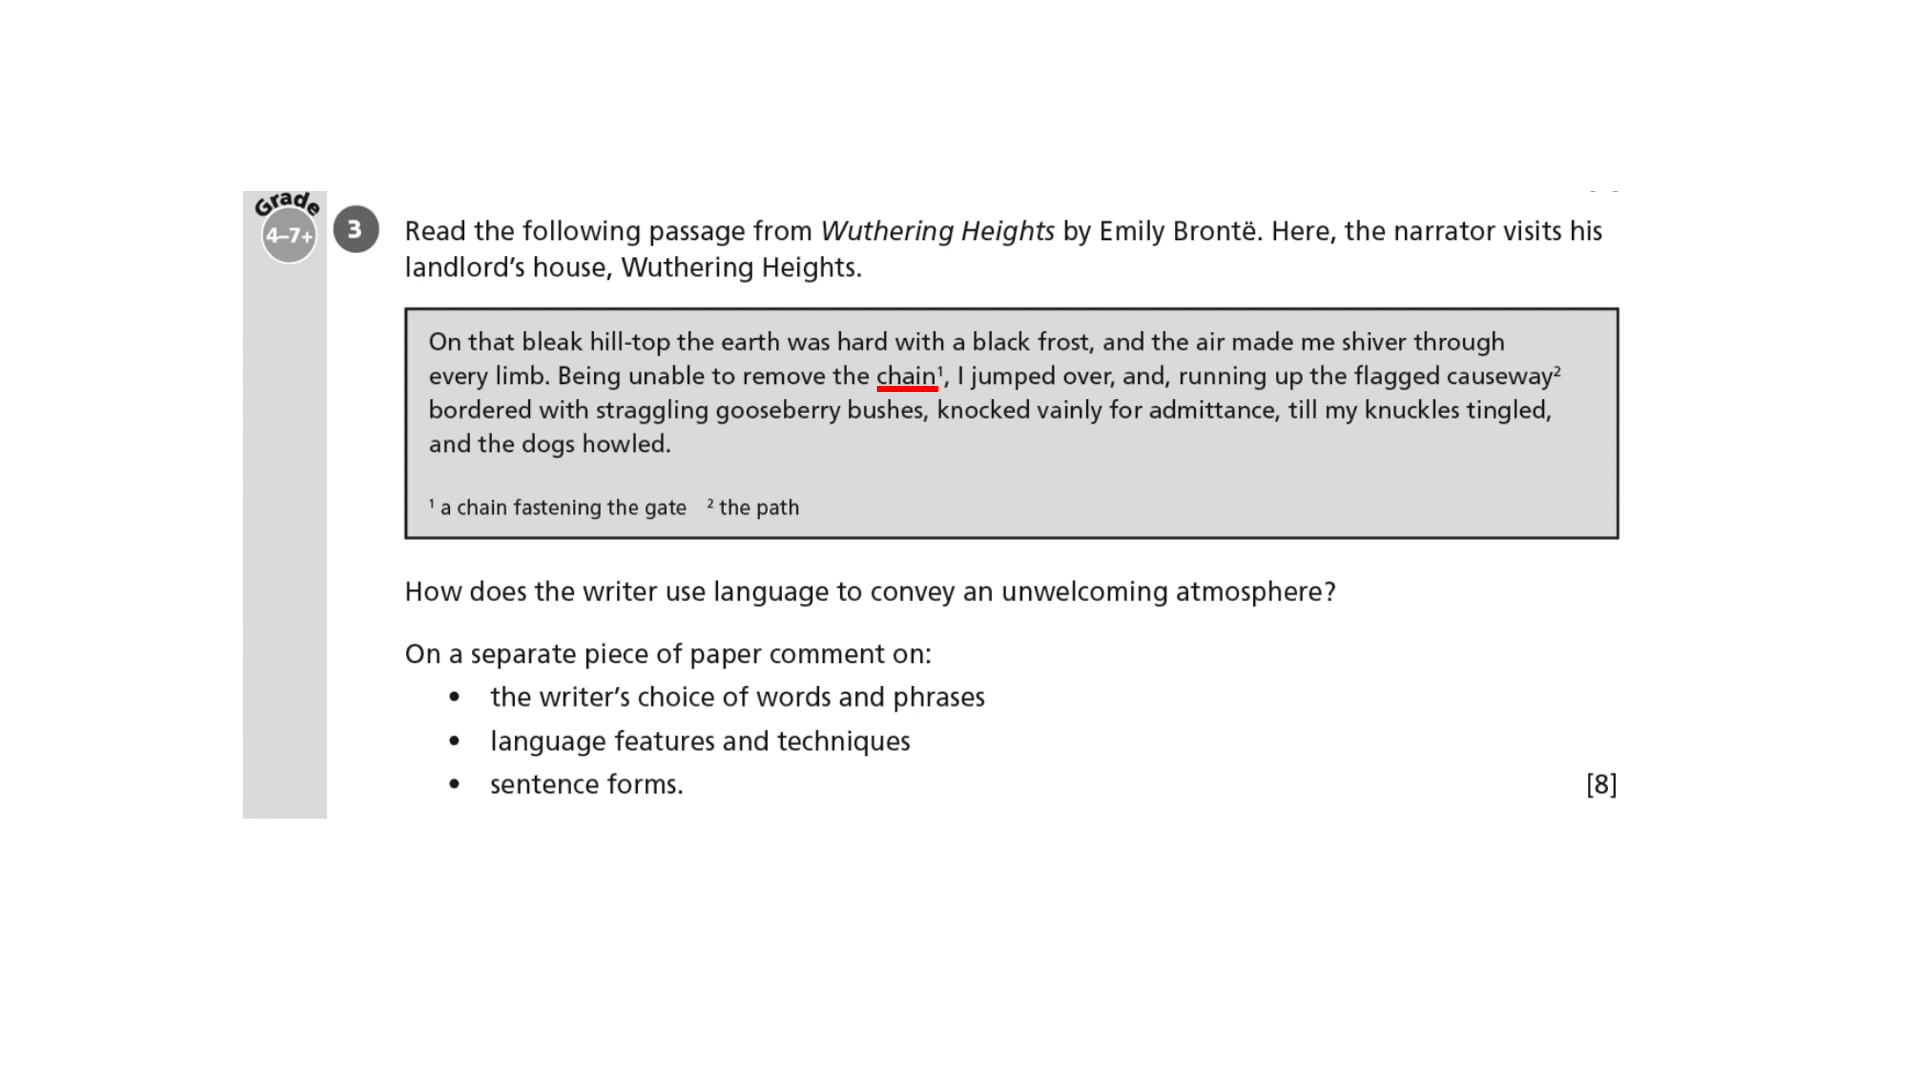 Grade
4–7+
3
Read the following passage from Wuthering Heights by Emily Brontë. Here, the narrator visits his
landlord’s house, Wuthering Heights.
On that bleak hill-top the earth was hard with a black frost, and the air made me shiver through
every limb. Being unable to remove the chain¹, I jumped over, and, running up the flagged causeway²
bordered with straggling gooseberry bushes, knocked vainly for admittance, till my knuckles tingled,
and the dogs howled.
¹ a chain fastening the gate ² the path
How does the writer use language to convey an unwelcoming atmosphere?
On a separate piece of paper comment on:
• the writer’s choice of words and phrases
• language features and techniques
• sentence forms. [8]